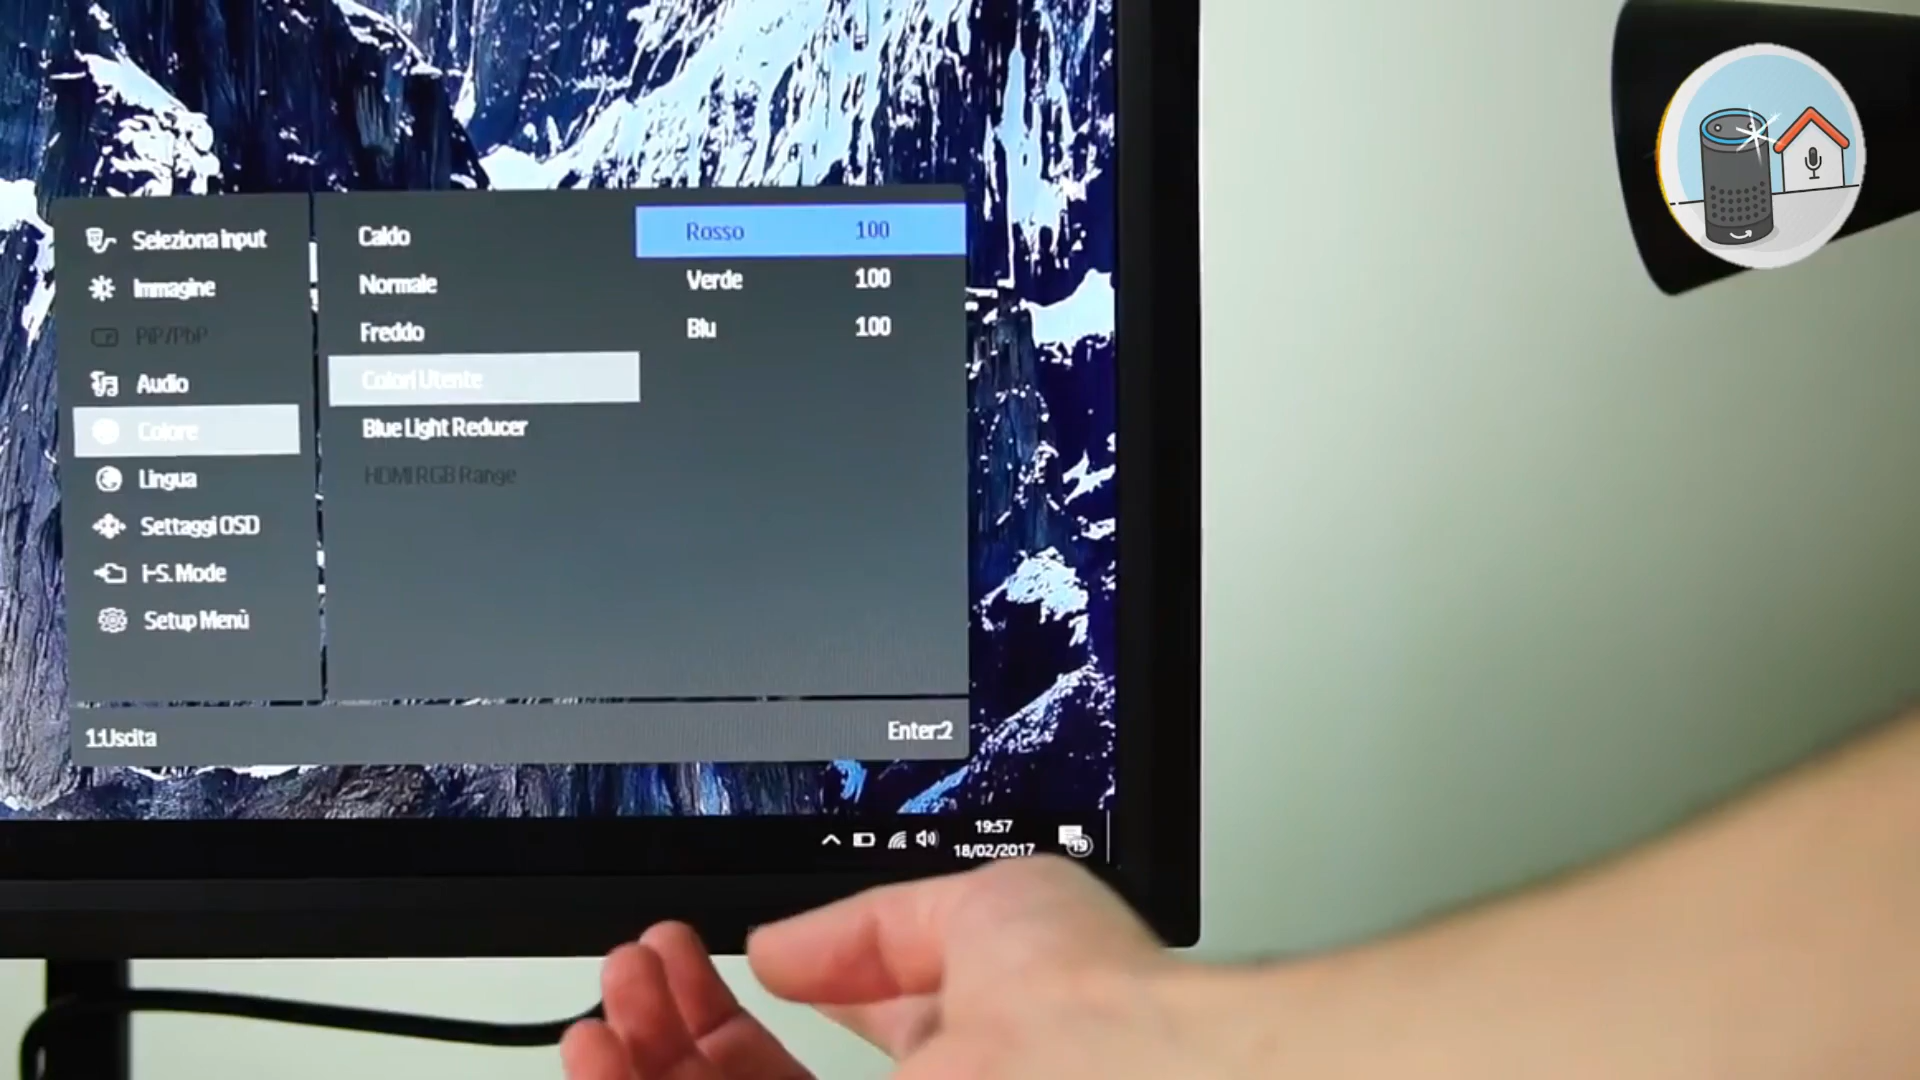 Seleziona Input
Immagine
PiP/PbP
Audio
Colore
Lingua
Settaggi OSD
i-S. Mode
Setup Menù
Caldo
Normale
Freddo
Colori Utente
Blue Light Reducer
HDMI RGB Range
Rosso 100
Verde 100
Blu 100
1:Uscita
Enter:2
19:57
18/02/2017
19